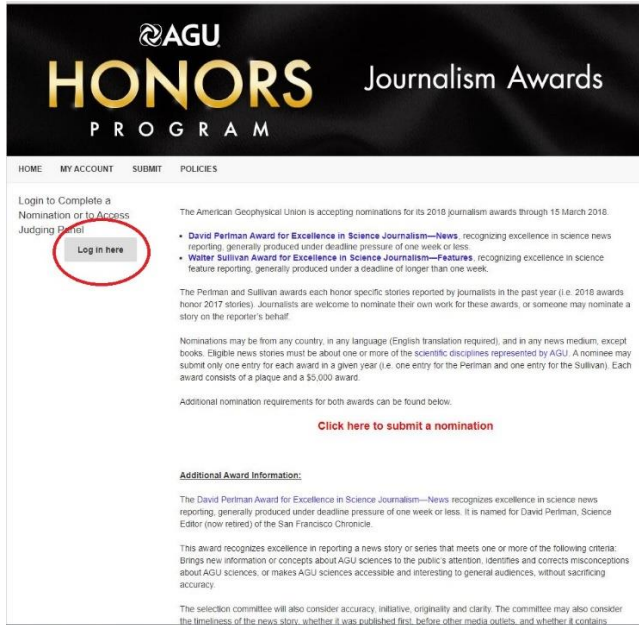 AGU
HONORS
PROGRAM
Journalism Awards
HOME MY ACCOUNT SUBMIT POLICIES
Login to Complete a
Nomination or to Access
Judging Panel
Log in here
The American Geophysical Union is accepting nominations for its 2018 journalism awards through 15 March 2018.
• David Perlman Award for Excellence in Science Journalism—News, recognizing excellence in science news
reporting, generally produced under deadline pressure of one week or less.
• Walter Sullivan Award for Excellence in Science Journalism—Features, recognizing excellence in science
feature reporting, generally produced under a deadline of longer than one week.
The Perlman and Sullivan awards each honor specific stories reported by journalists in the past year (i.e. 2018 awards
honor 2017 stories). Journalists are welcome to nominate their own work for these awards, or someone may nominate a
story on the reporter's behalf.
Nominations may be from any country, in any language (English translation required), and in any news medium, except
books. Eligible news stories must be about one or more of the scientific disciplines represented by AGU. A nominee may
submit only one entry for each award in a given year (i.e. one entry for the Perlman and one entry for the Sullivan). Each
award consists of a plaque and a $5,000 award.
Additional nomination requirements for both awards can be found below.
Click here to submit a nomination
Additional Award Information:
The David Perlman Award for Excellence in Science Journalism—News recognizes excellence in science news
reporting, generally produced under deadline pressure of one week or less. It is named for David Perlman, Science
Editor (now retired) of the San Francisco Chronicle.
This award recognizes excellence in reporting a news story or series that meets one or more of the following criteria:
Brings new information or concepts about AGU sciences to the public's attention, identifies and corrects misconceptions
about AGU sciences, or makes AGU sciences accessible and interesting to general audiences, without sacrificing
accuracy.
The selection committee will also consider accuracy, initiative, originality and clarity. The committee may also consider
the timeliness of the news story, whether it was published first, before other media outlets, and whether it contains